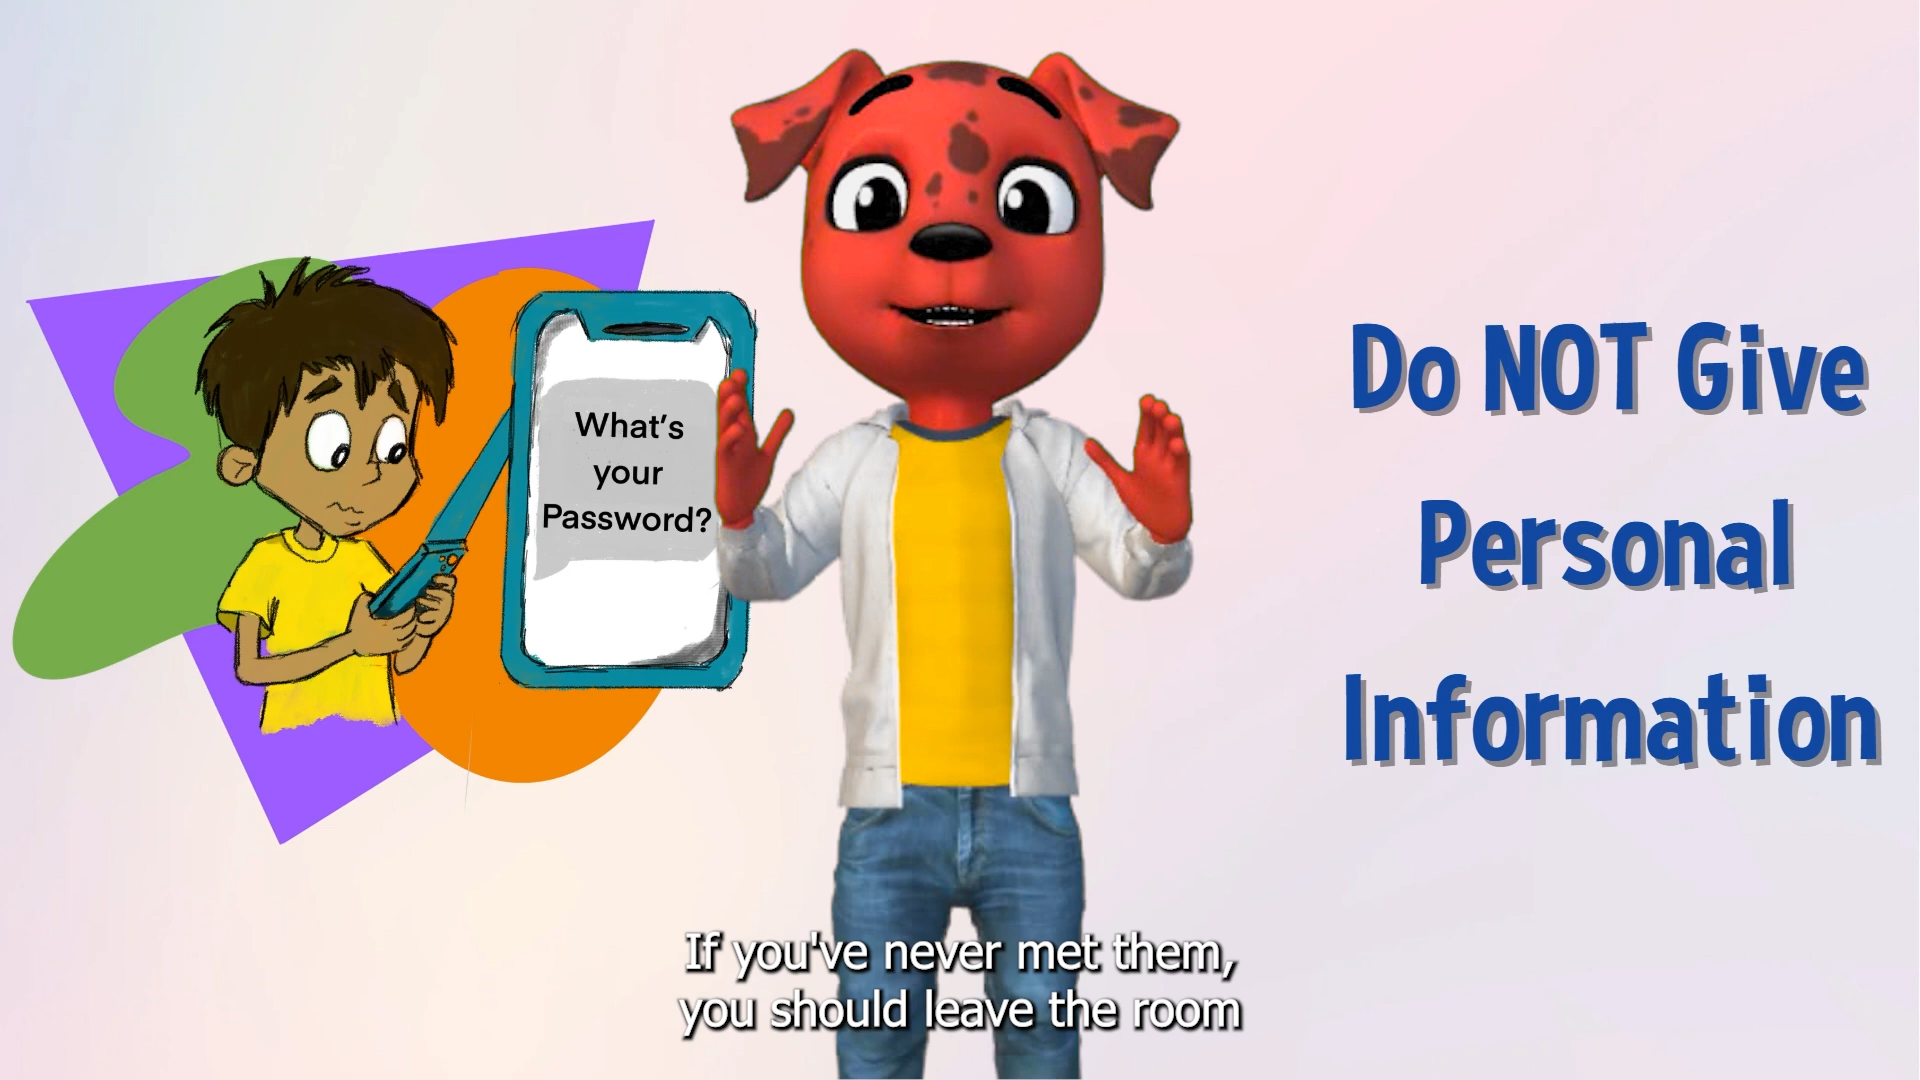 What's
your
Password?
Do NOT Give
Personal
Information
If you've never met them,
you should leave the room